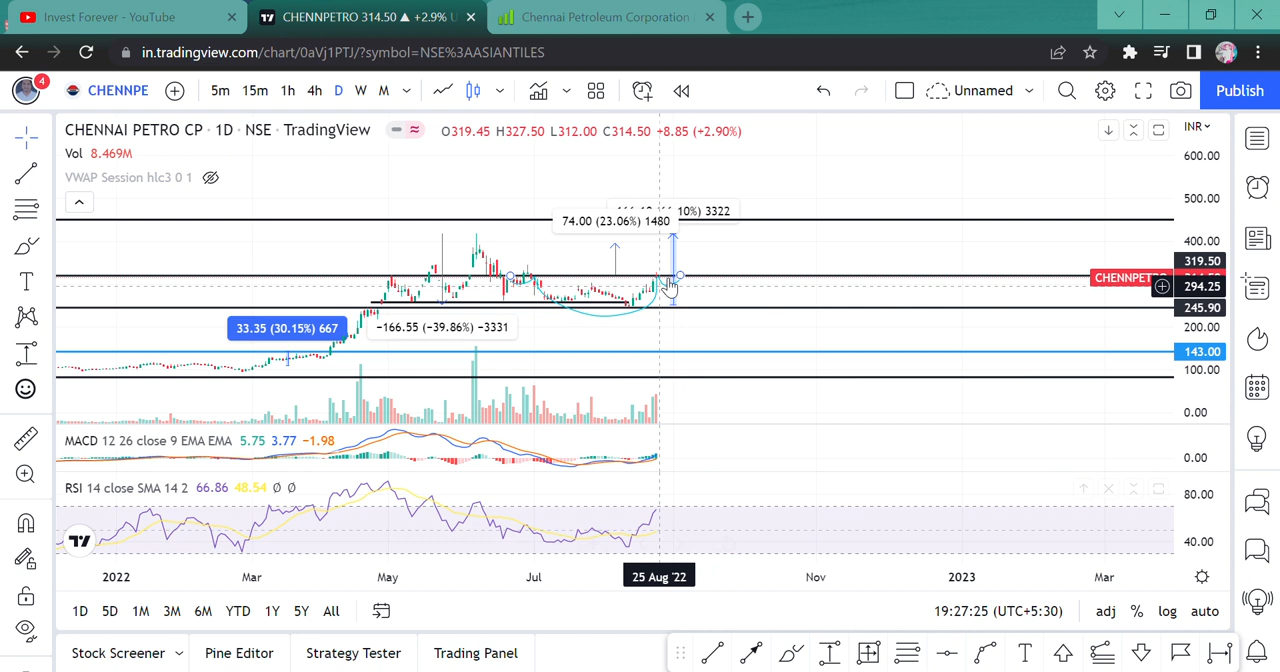 Invest Forever - YouTube
CHENNPETRO 314.50 ▲ +2.9% U
Chennai Petroleum Corporation
in.tradingview.com/chart/0aVj1PTJ/?symbol=NSE%3AASIANTILES
4
CHENNPE
5m 15m 1h 4h D W M
Unnamed
Publish
CHENNAI PETRO CP · 1D · NSE · TradingView
O319.45 H327.50 L312.00 C314.50 +8.85 (+2.90%)
INR
Vol 8.469M
VWAP Session hlc3 0 1
600.00
500.00
400.00
319.50
CHENNPETRO
294.25
245.90
200.00
143.00
100.00
0.00
3322
74.00 (23.06%) 1480
33.35 (30.15%) 667
−166.55 (−39.86%) −3331
MACD 12 26 close 9 EMA EMA 5.75 3.77 −1.98
0.00
RSI 14 close SMA 14 2 66.86 48.54 Ø Ø
80.00
40.00
2022 Mar May Jul 25 Aug '22 Nov 2023 Mar
1D 5D 1M 3M 6M YTD 1Y 5Y All
19:27:25 (UTC+5:30)
adj % log auto
Stock Screener Pine Editor Strategy Tester Trading Panel